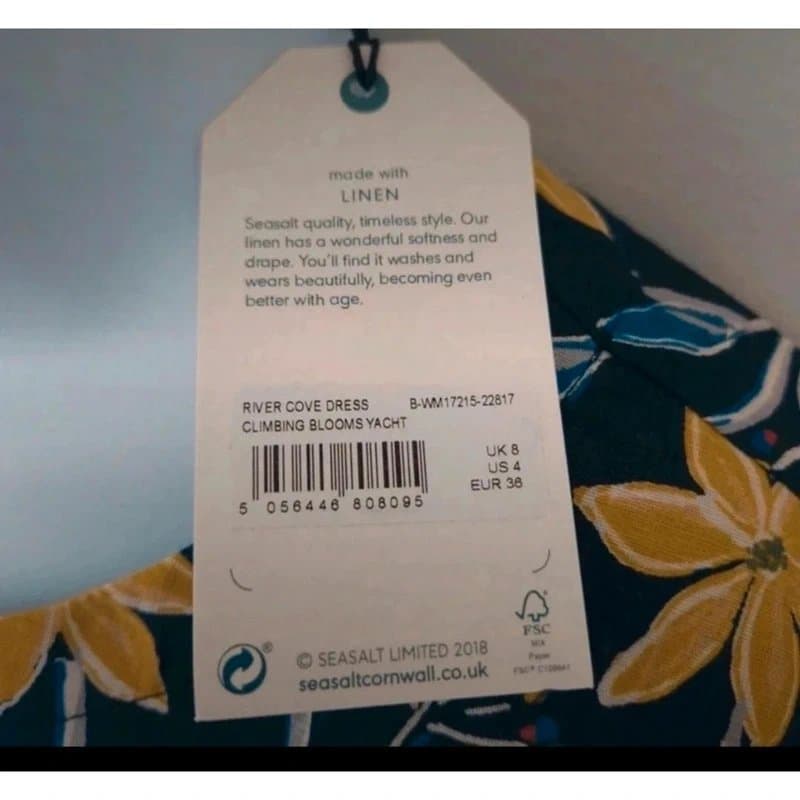 made with
LINEN
Seasalt quality, timeless style. Our
linen has a wonderful softness and
drape. You'll find it washes and
wears beautifully, becoming even
better with age.
RIVER COVE DRESS B-WM17215-22817
CLIMBING BLOOMS YACHT
UK 8
US 4
EUR 36
5 056446 808095
® © SEASALT LIMITED 2018
seasaltcornwall.co.uk
FSC
MIX
Paper